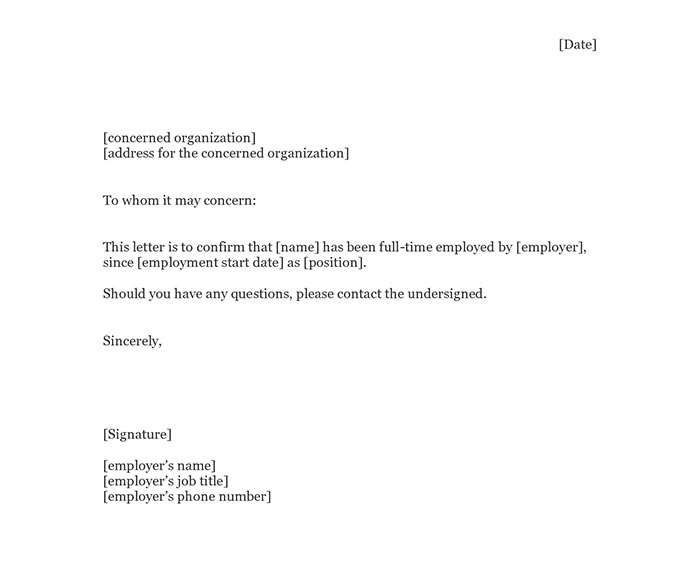 [Date]
[concerned organization]
[address for the concerned organization]
To whom it may concern:
This letter is to confirm that [name] has been full-time employed by [employer],
since [employment start date] as [position].
Should you have any questions, please contact the undersigned.
Sincerely,
[Signature]
[employer’s name]
[employer’s job title]
[employer’s phone number]